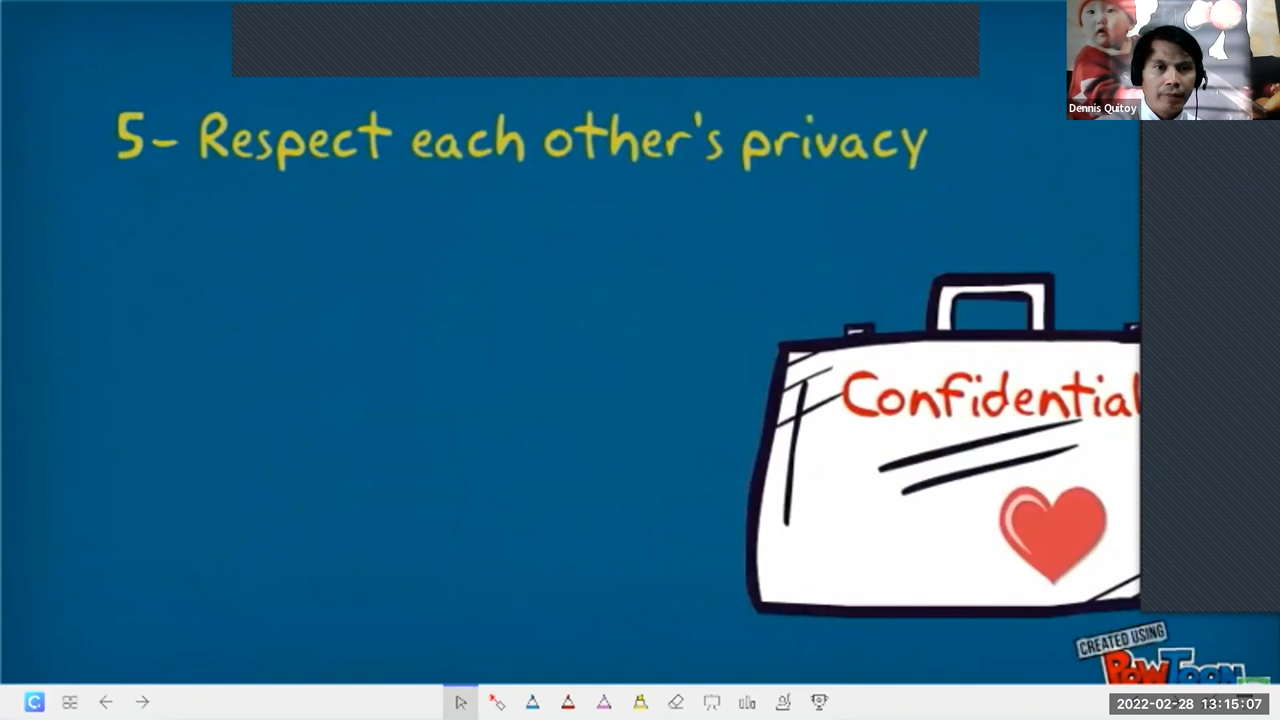 Dennis Quitoy
5- Respect each other's privacy
Confidential
CREATED USING
POWTOON
2022-02-28 13:15:07